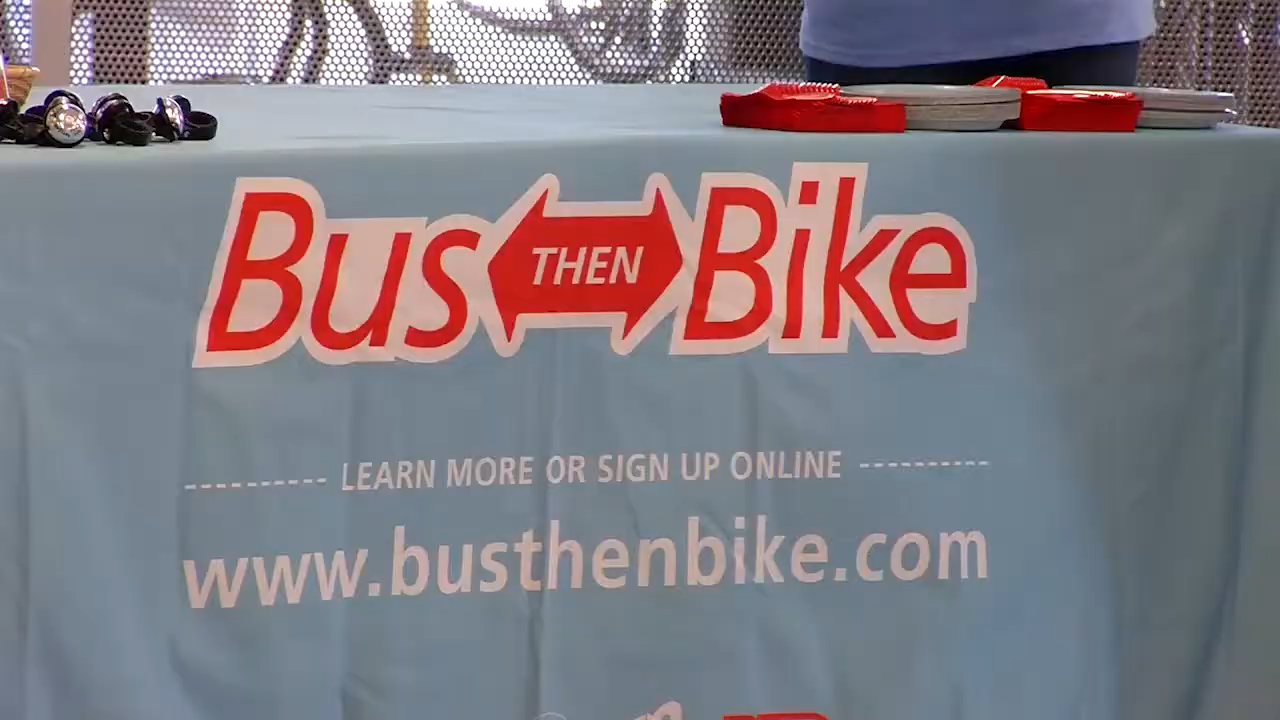 Bus THEN Bike
---------- LEARN MORE OR SIGN UP ONLINE ----------
www.busthenbike.com